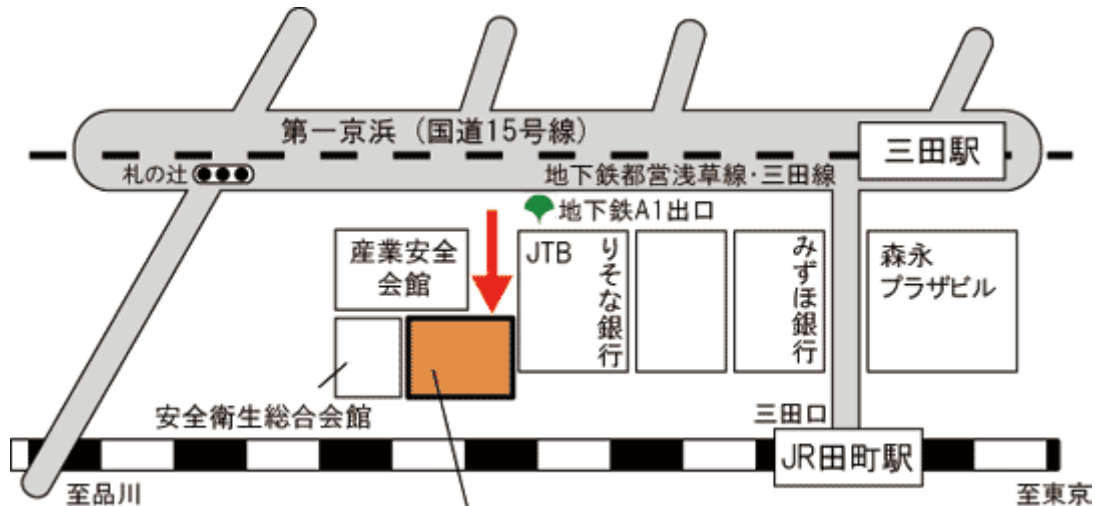 第一京浜（国道15号線）
三田駅
札の辻
地下鉄都営浅草線･三田線
地下鉄A1出口
産業安全
会館
JTB
りそな銀行
みずほ銀行
森永
プラザビル
安全衛生総合会館
三田口
JR田町駅
至品川
至東京